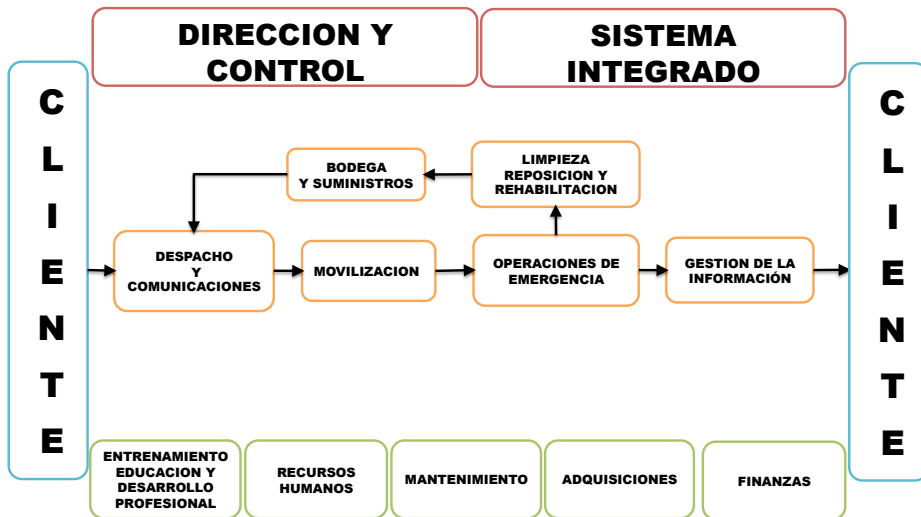 DIRECCION Y
CONTROL
SISTEMA
INTEGRADO
C
L
I
E
N
T
E
BODEGA
Y SUMINISTROS
LIMPIEZA
REPOSICION Y
REHABILITACION
DESPACHO
Y
COMUNICACIONES
MOVILIZACION
OPERACIONES DE
EMERGENCIA
GESTION DE LA
INFORMACIÓN
C
L
I
E
N
T
E
ENTRENAMIENTO
EDUCACION Y
DESARROLLO
PROFESIONAL
RECURSOS
HUMANOS
MANTENIMIENTO
ADQUISICIONES
FINANZAS